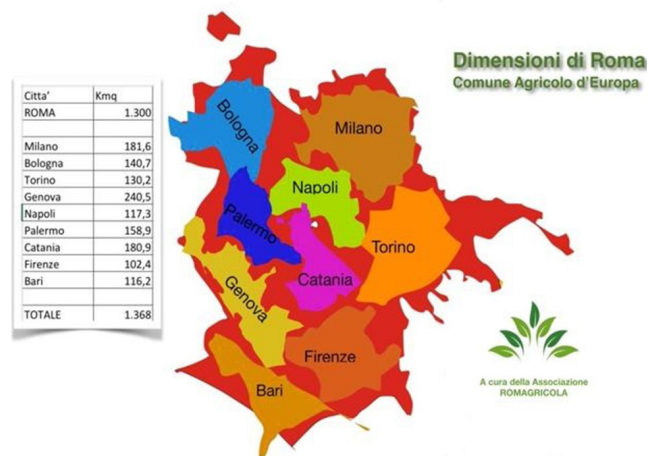 Dimensioni di Roma
Comune Agricolo d'Europa
Citta' Kmq
ROMA 1.300
Milano 181,6
Bologna 140,7
Torino 130,2
Genova 240,5
Napoli 117,3
Palermo 158,9
Catania 180,9
Firenze 102,4
Bari 116,2
TOTALE 1.368
Bologna
Milano
Napoli
Palermo
Torino
Catania
Genova
Firenze
Bari
A cura della Associazione
ROMAGRICOLA